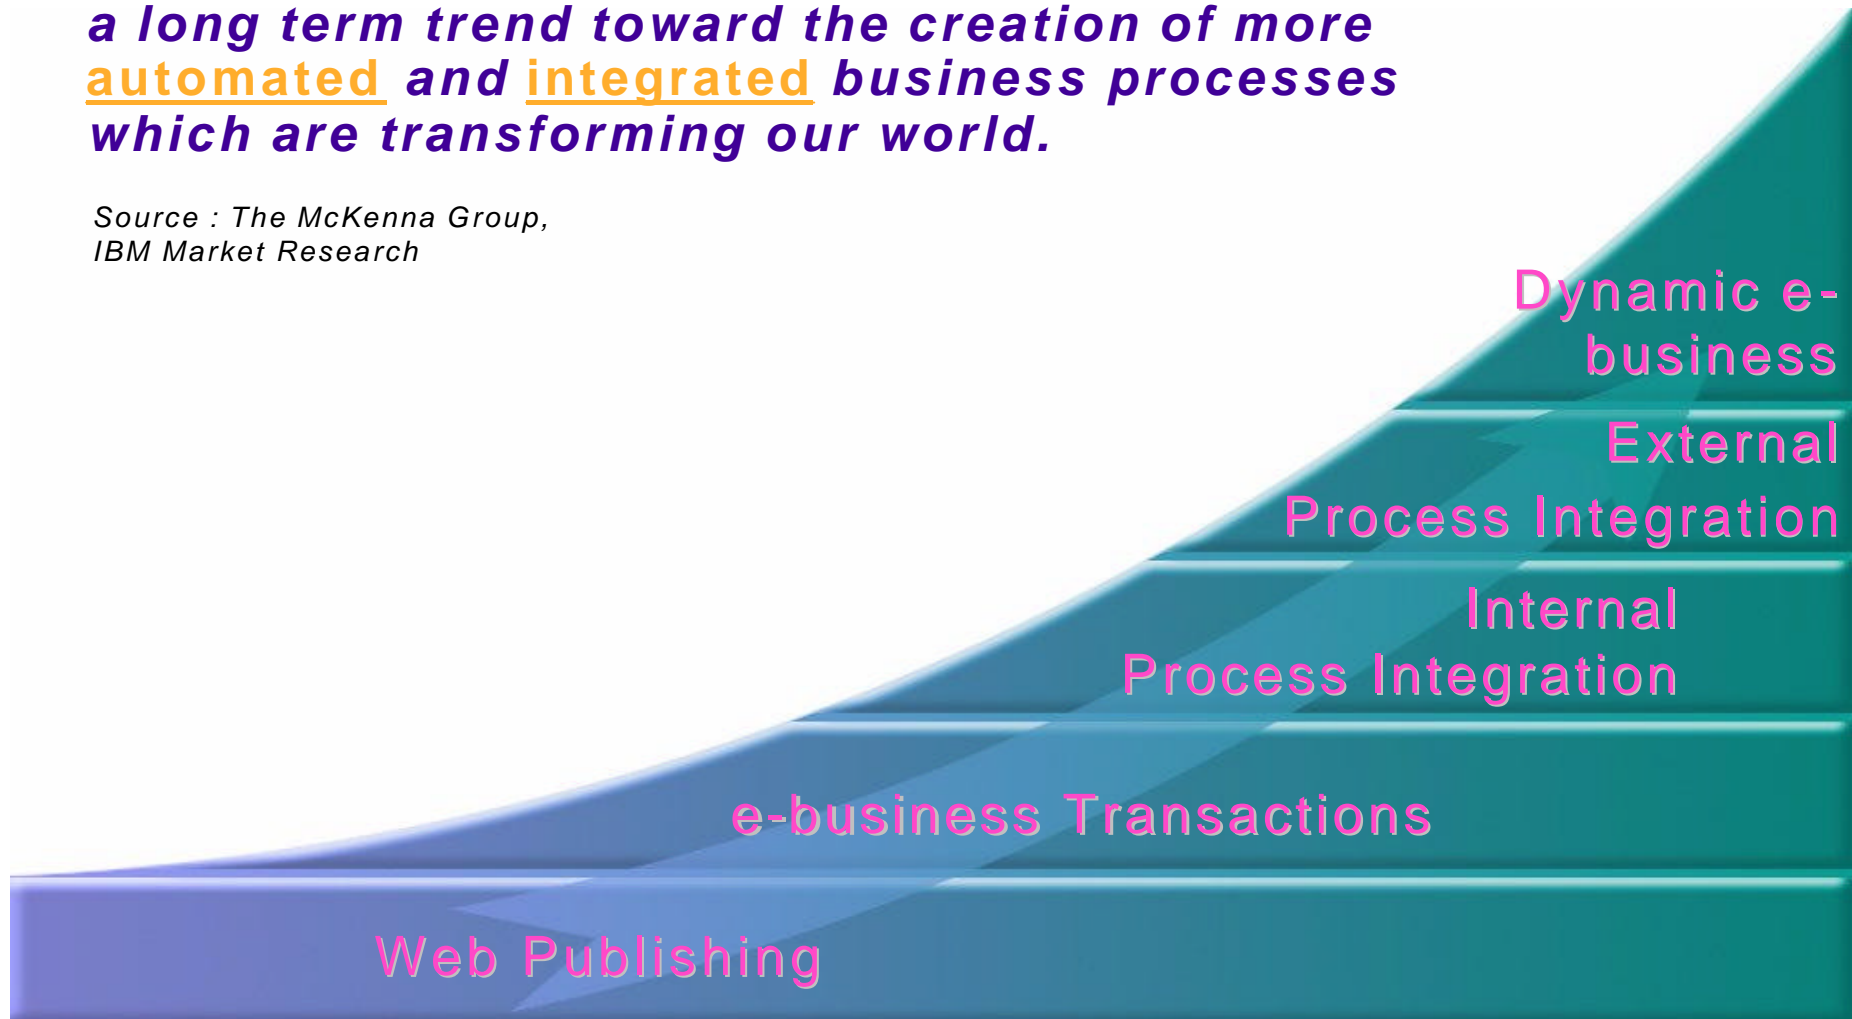 a long term trend toward the creation of more
automated and integrated business processes
which are transforming our world.
Source : The McKenna Group,
IBM Market Research
Dynamic e-
business
External
Process Integration
Internal
Process Integration
e-business Transactions
Web Publishing